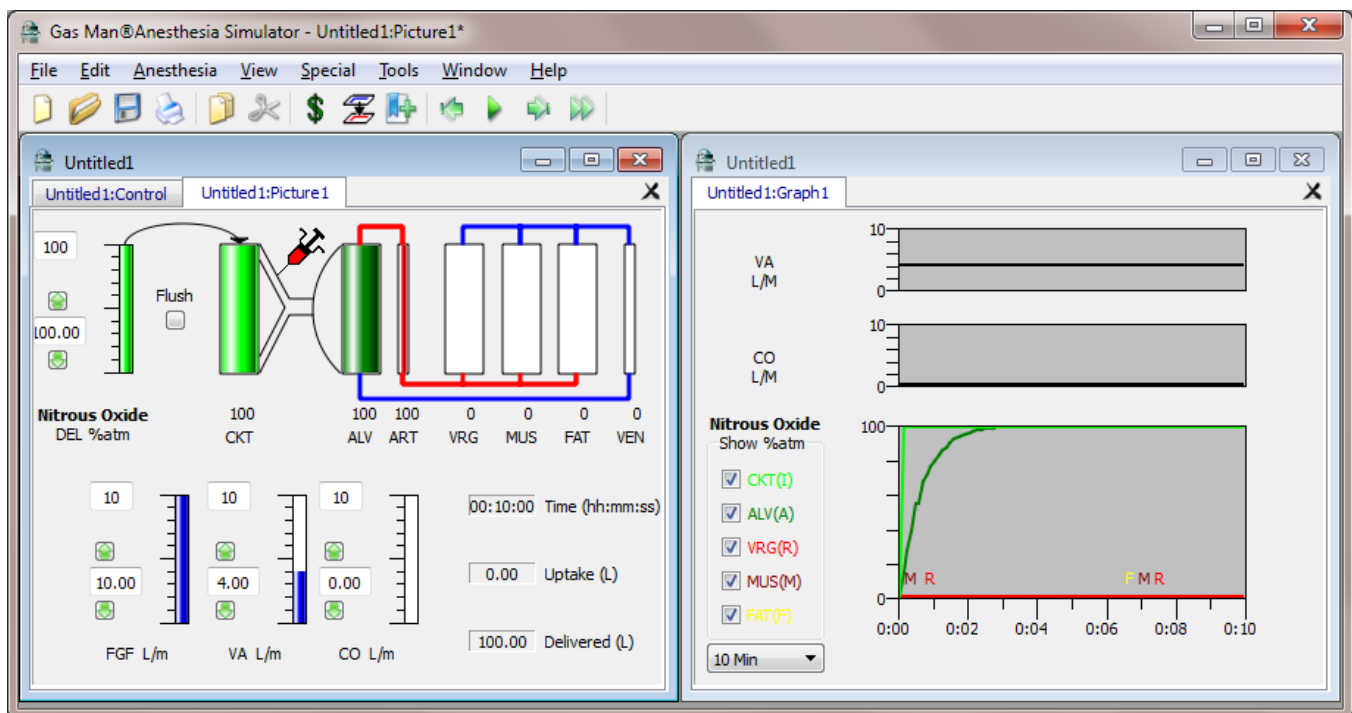 Gas Man®Anesthesia Simulator - Untitled1:Picture1*
File Edit Anesthesia View Special Tools Window Help
$
Untitled1
Untitled1:Control Untitled1:Picture1 X
100
Flush
100.00
Nitrous Oxide
DEL %atm
100 100 100 0 0 0 0
CKT ALV ART VRG MUS FAT VEN
10 10 10
10.00 4.00 0.00
FGF L/m VA L/m CO L/m
00:10:00 Time (hh:mm:ss)
0.00 Uptake (L)
100.00 Delivered (L)
Untitled1
Untitled1:Graph1 X
10
VA
L/M
0
10
CO
L/M
0
Nitrous Oxide
Show %atm
CKT(I)
ALV(A)
VRG(R)
MUS(M)
FAT(F)
10 Min
100
M R F M R
0
0:00 0:02 0:04 0:06 0:08 0:10